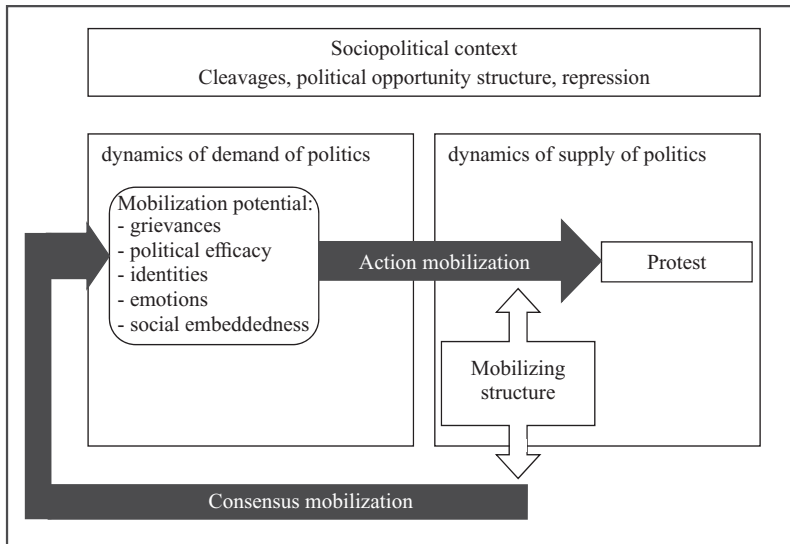 Sociopolitical context
Cleavages, political opportunity structure, repression
dynamics of demand of politics
Mobilization potential:
- grievances
- political efficacy
- identities
- emotions
- social embeddedness
dynamics of supply of politics
Action mobilization
Protest
Mobilizing
structure
Consensus mobilization